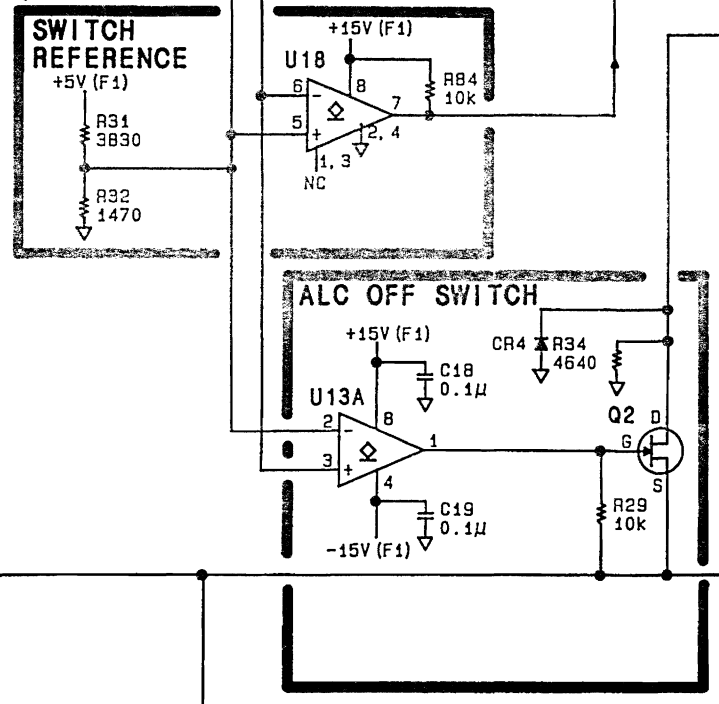 SWITCH
REFERENCE
+5V (F1)
R31
3830
R32
1470
+15V (F1)
U18
8
6
-
5
+
7
2, 4
1, 3
NC
R84
10k
ALC OFF SWITCH
+15V (F1)
C18
0.1µ
U13A
8
2
-
3
+
1
4
C19
0.1µ
-15V (F1)
CR4
R34
4640
Q2
D
G
S
R29
10k